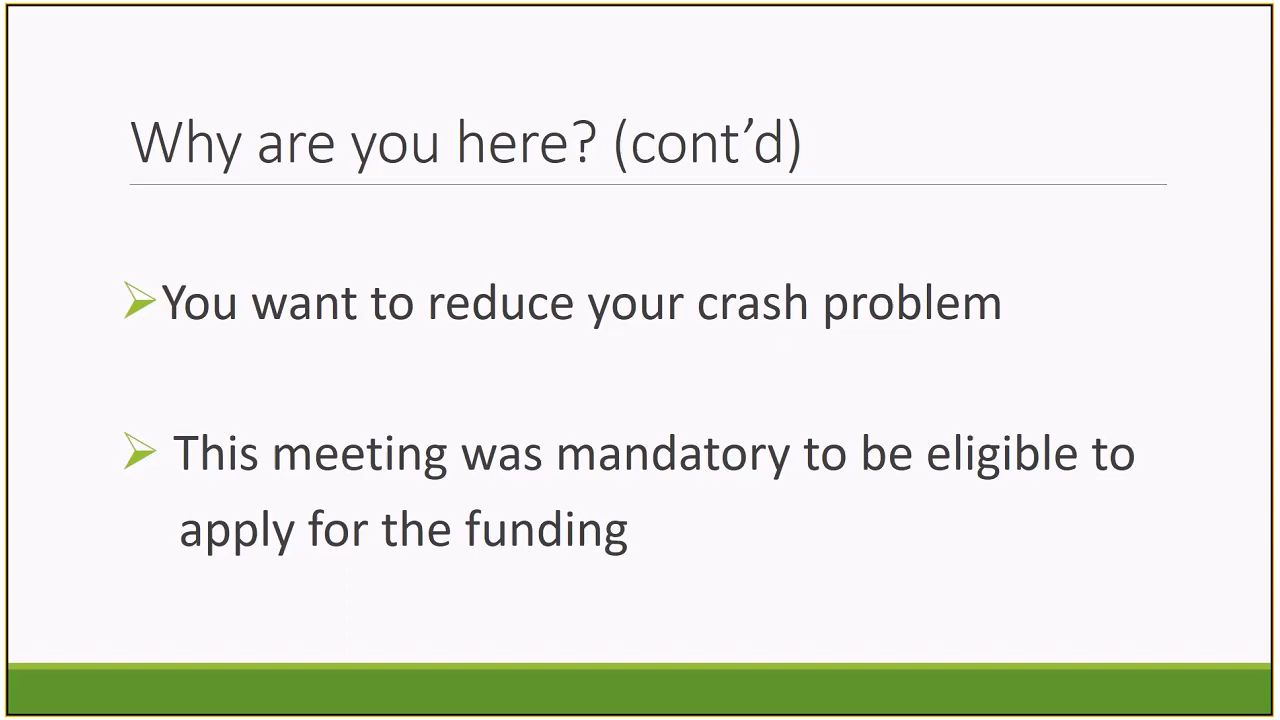 Why are you here? (cont’d)
You want to reduce your crash problem
This meeting was mandatory to be eligible to
apply for the funding